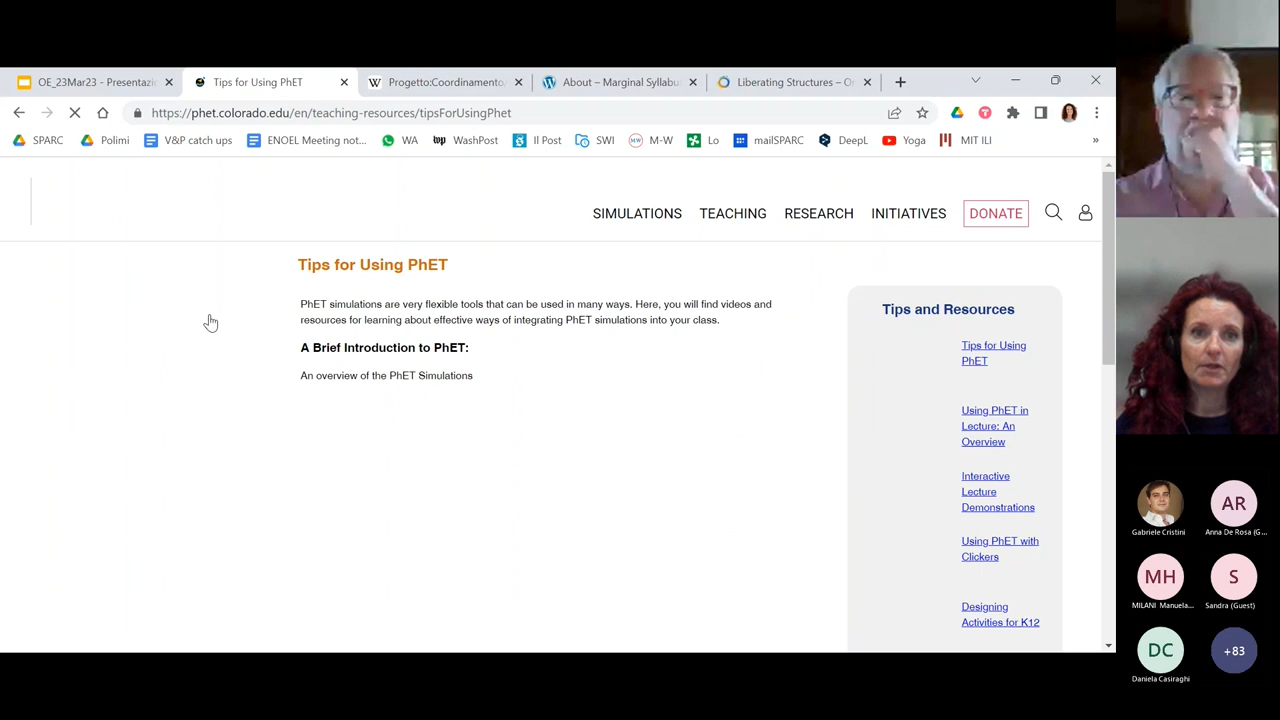 OE_23Mar23 - Presentazio
Tips for Using PhET
Progetto:Coordinamento/
About – Marginal Syllabu
Liberating Structures – O
https://phet.colorado.edu/en/teaching-resources/tipsForUsingPhet
SPARC
Polimi
V&P catch ups
ENOEL Meeting not...
WA
WashPost
Il Post
SWI
M-W
Lo
mailSPARC
DeepL
Yoga
MIT ILI
»
SIMULATIONS
TEACHING
RESEARCH
INITIATIVES
DONATE
Tips for Using PhET
PhET simulations are very flexible tools that can be used in many ways. Here, you will find videos and
resources for learning about effective ways of integrating PhET simulations into your class.
A Brief Introduction to PhET:
An overview of the PhET Simulations
Tips and Resources
Tips for Using
PhET
Using PhET in
Lecture: An
Overview
Interactive
Lecture
Demonstrations
Using PhET with
Clickers
Designing
Activities for K12
Gabriele Cristini
AR
Anna De Rosa (G...
MH
MILANI Manuela...
S
Sandra (Guest)
DC
Daniela Casiraghi
+83